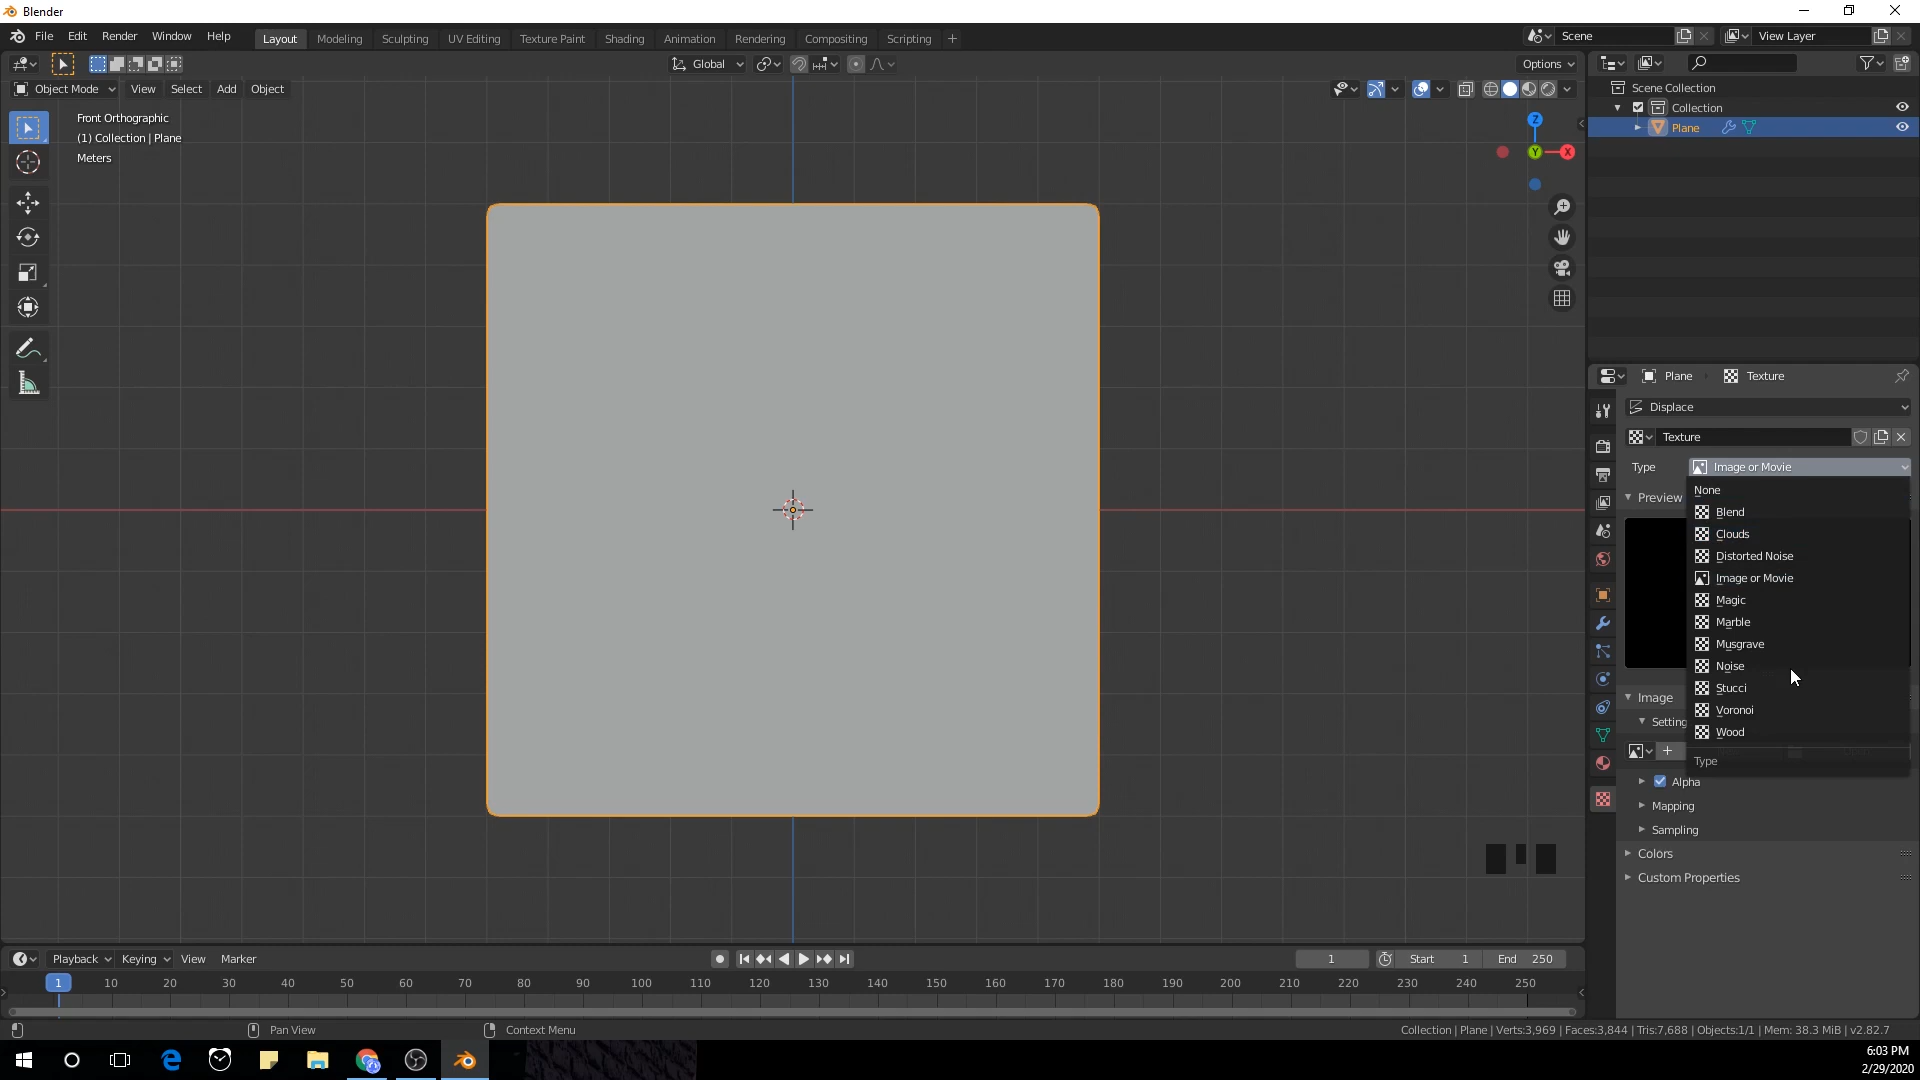 Blender
File Edit Render Window Help Layout Modeling Sculpting UV Editing Texture Paint Shading Animation Rendering Compositing Scripting + Scene View Layer
Global Options
Object Mode View Select Add Object
Scene Collection
Collection
Plane
Front Orthographic
(1) Collection | Plane
Meters
Z
Y
X
Plane Texture
Displace
Texture
Type Image or Movie
None
Preview
Blend
Clouds
Distorted Noise
Image or Movie
Magic
Marble
Musgrave
Noise
Stucci
Image
Voronoi
Setting
Wood
Type
Alpha
Mapping
Sampling
Colors
Custom Properties
Playback Keying View Marker 1 Start 1 End 250
1 10 20 30 40 50 60 70 80 90 100 110 120 130 140 150 160 170 180 190 200 210 220 230 240 250
Pan View Context Menu Collection | Plane | Verts:3,969 | Faces:3,844 | Tris:7,688 | Objects:1/1 | Mem: 38.3 MiB | v2.82.7
6:03 PM
2/29/2020